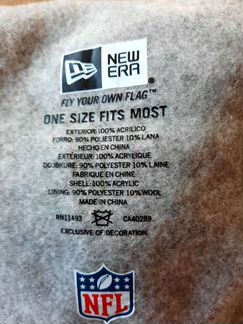 NEW
ERA®
FLY YOUR OWN FLAG™
ONE SIZE FITS MOST
EXTERIOR: 100% ACRILICO
FORRO: 90% POLIESTER 10% LANA
HECHO EN CHINA
EXTERIEUR: 100% ACRYLIQUE
DOUBLURE: 90% POLYESTER 10% LAINE
FABRIQUE EN CHINE
SHELL: 100% ACRYLIC
LINING: 90% POLYESTER 10% WOOL
MADE IN CHINA
RN11493 CA40289
EXCLUSIVE OF DECORATION
NFL